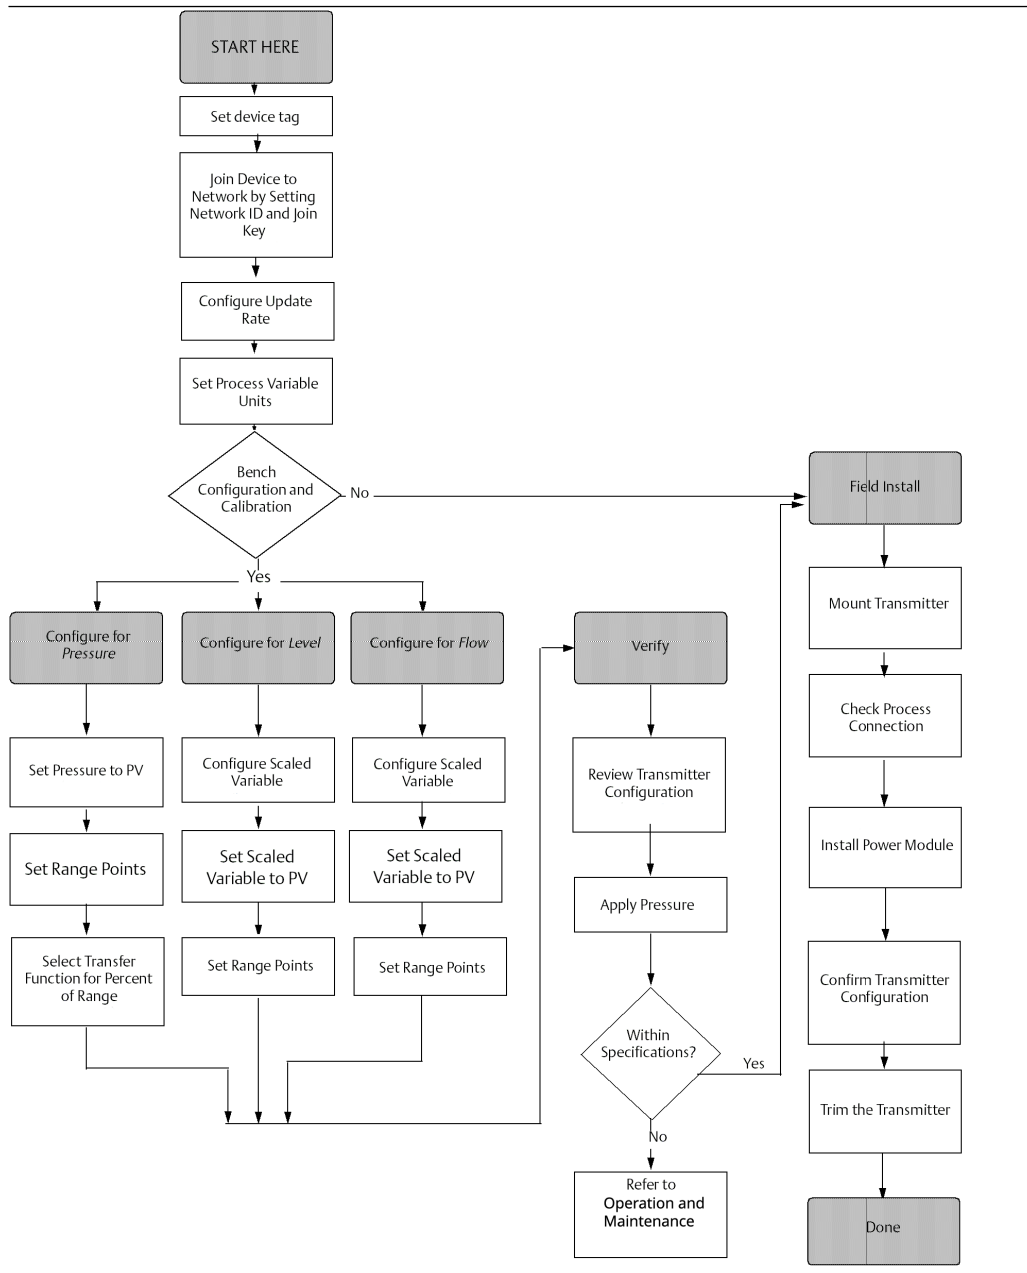 START HERE
Set device tag
Join Device to
Network by Setting
Network ID and Join
Key
Configure Update
Rate
Set Process Variable
Units
Bench
Configuration and
Calibration
No
Yes
Configure for
Pressure
Set Pressure to PV
Set Range Points
Select Transfer
Function for Percent
of Range
Configure for Level
Configure Scaled
Variable
Set Scaled
Variable to PV
Set Range Points
Configure for Flow
Configure Scaled
Variable
Set Scaled
Variable to PV
Set Range Points
Verify
Review Transmitter
Configuration
Apply Pressure
Within
Specifications?
Yes
No
Refer to
Operation and
Maintenance
Field Install
Mount Transmitter
Check Process
Connection
Install Power Module
Confirm Transmitter
Configuration
Trim the Transmitter
Done